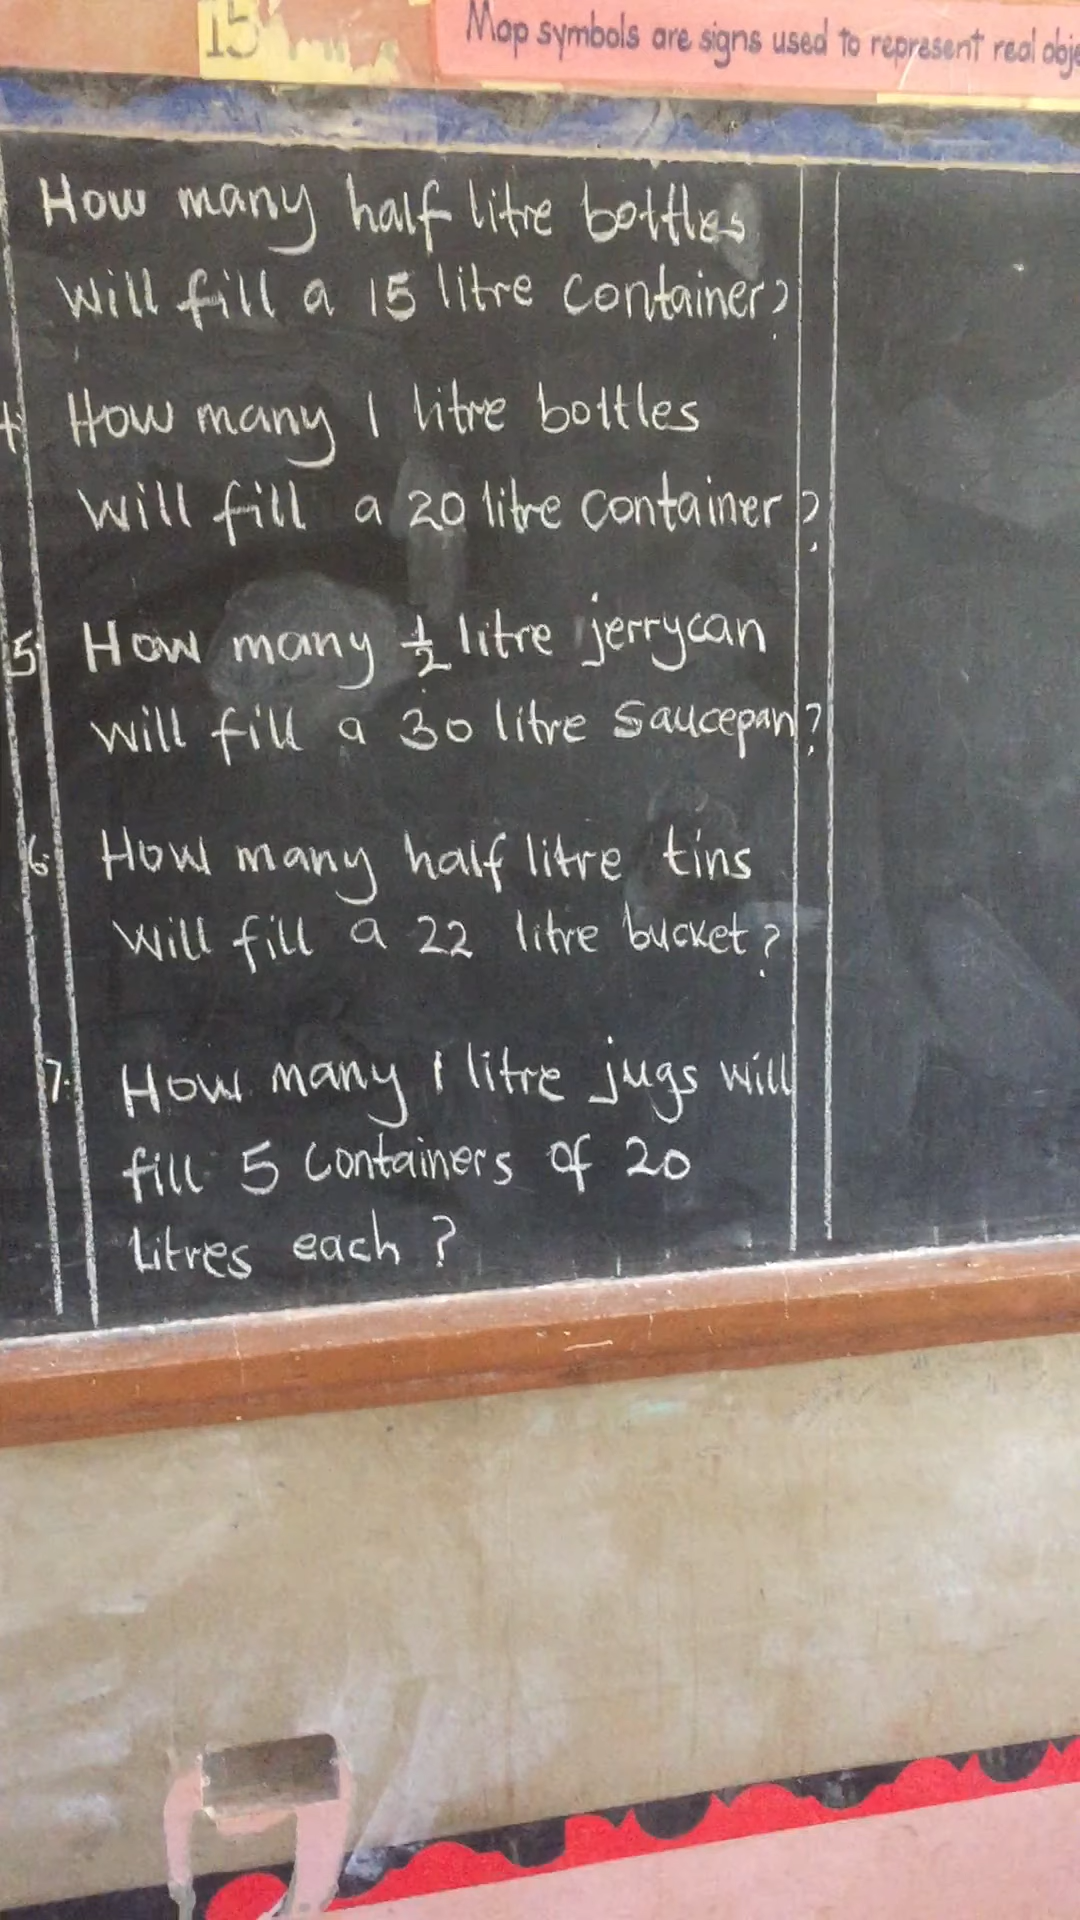 15
Map symbols are signs used to represent real
How many half litre bottles
Will fill a 15 litre container?
How many 1 litre bottles
Will fill a 20 litre container?
5 How many 1/2 litre jerrycan
will fill a 30 litre saucepan?
6. How many half litre tins
Will fill a 22 litre bucket?
7. How many 1 litre jugs will
fill 5 containers of 20
Litres each?